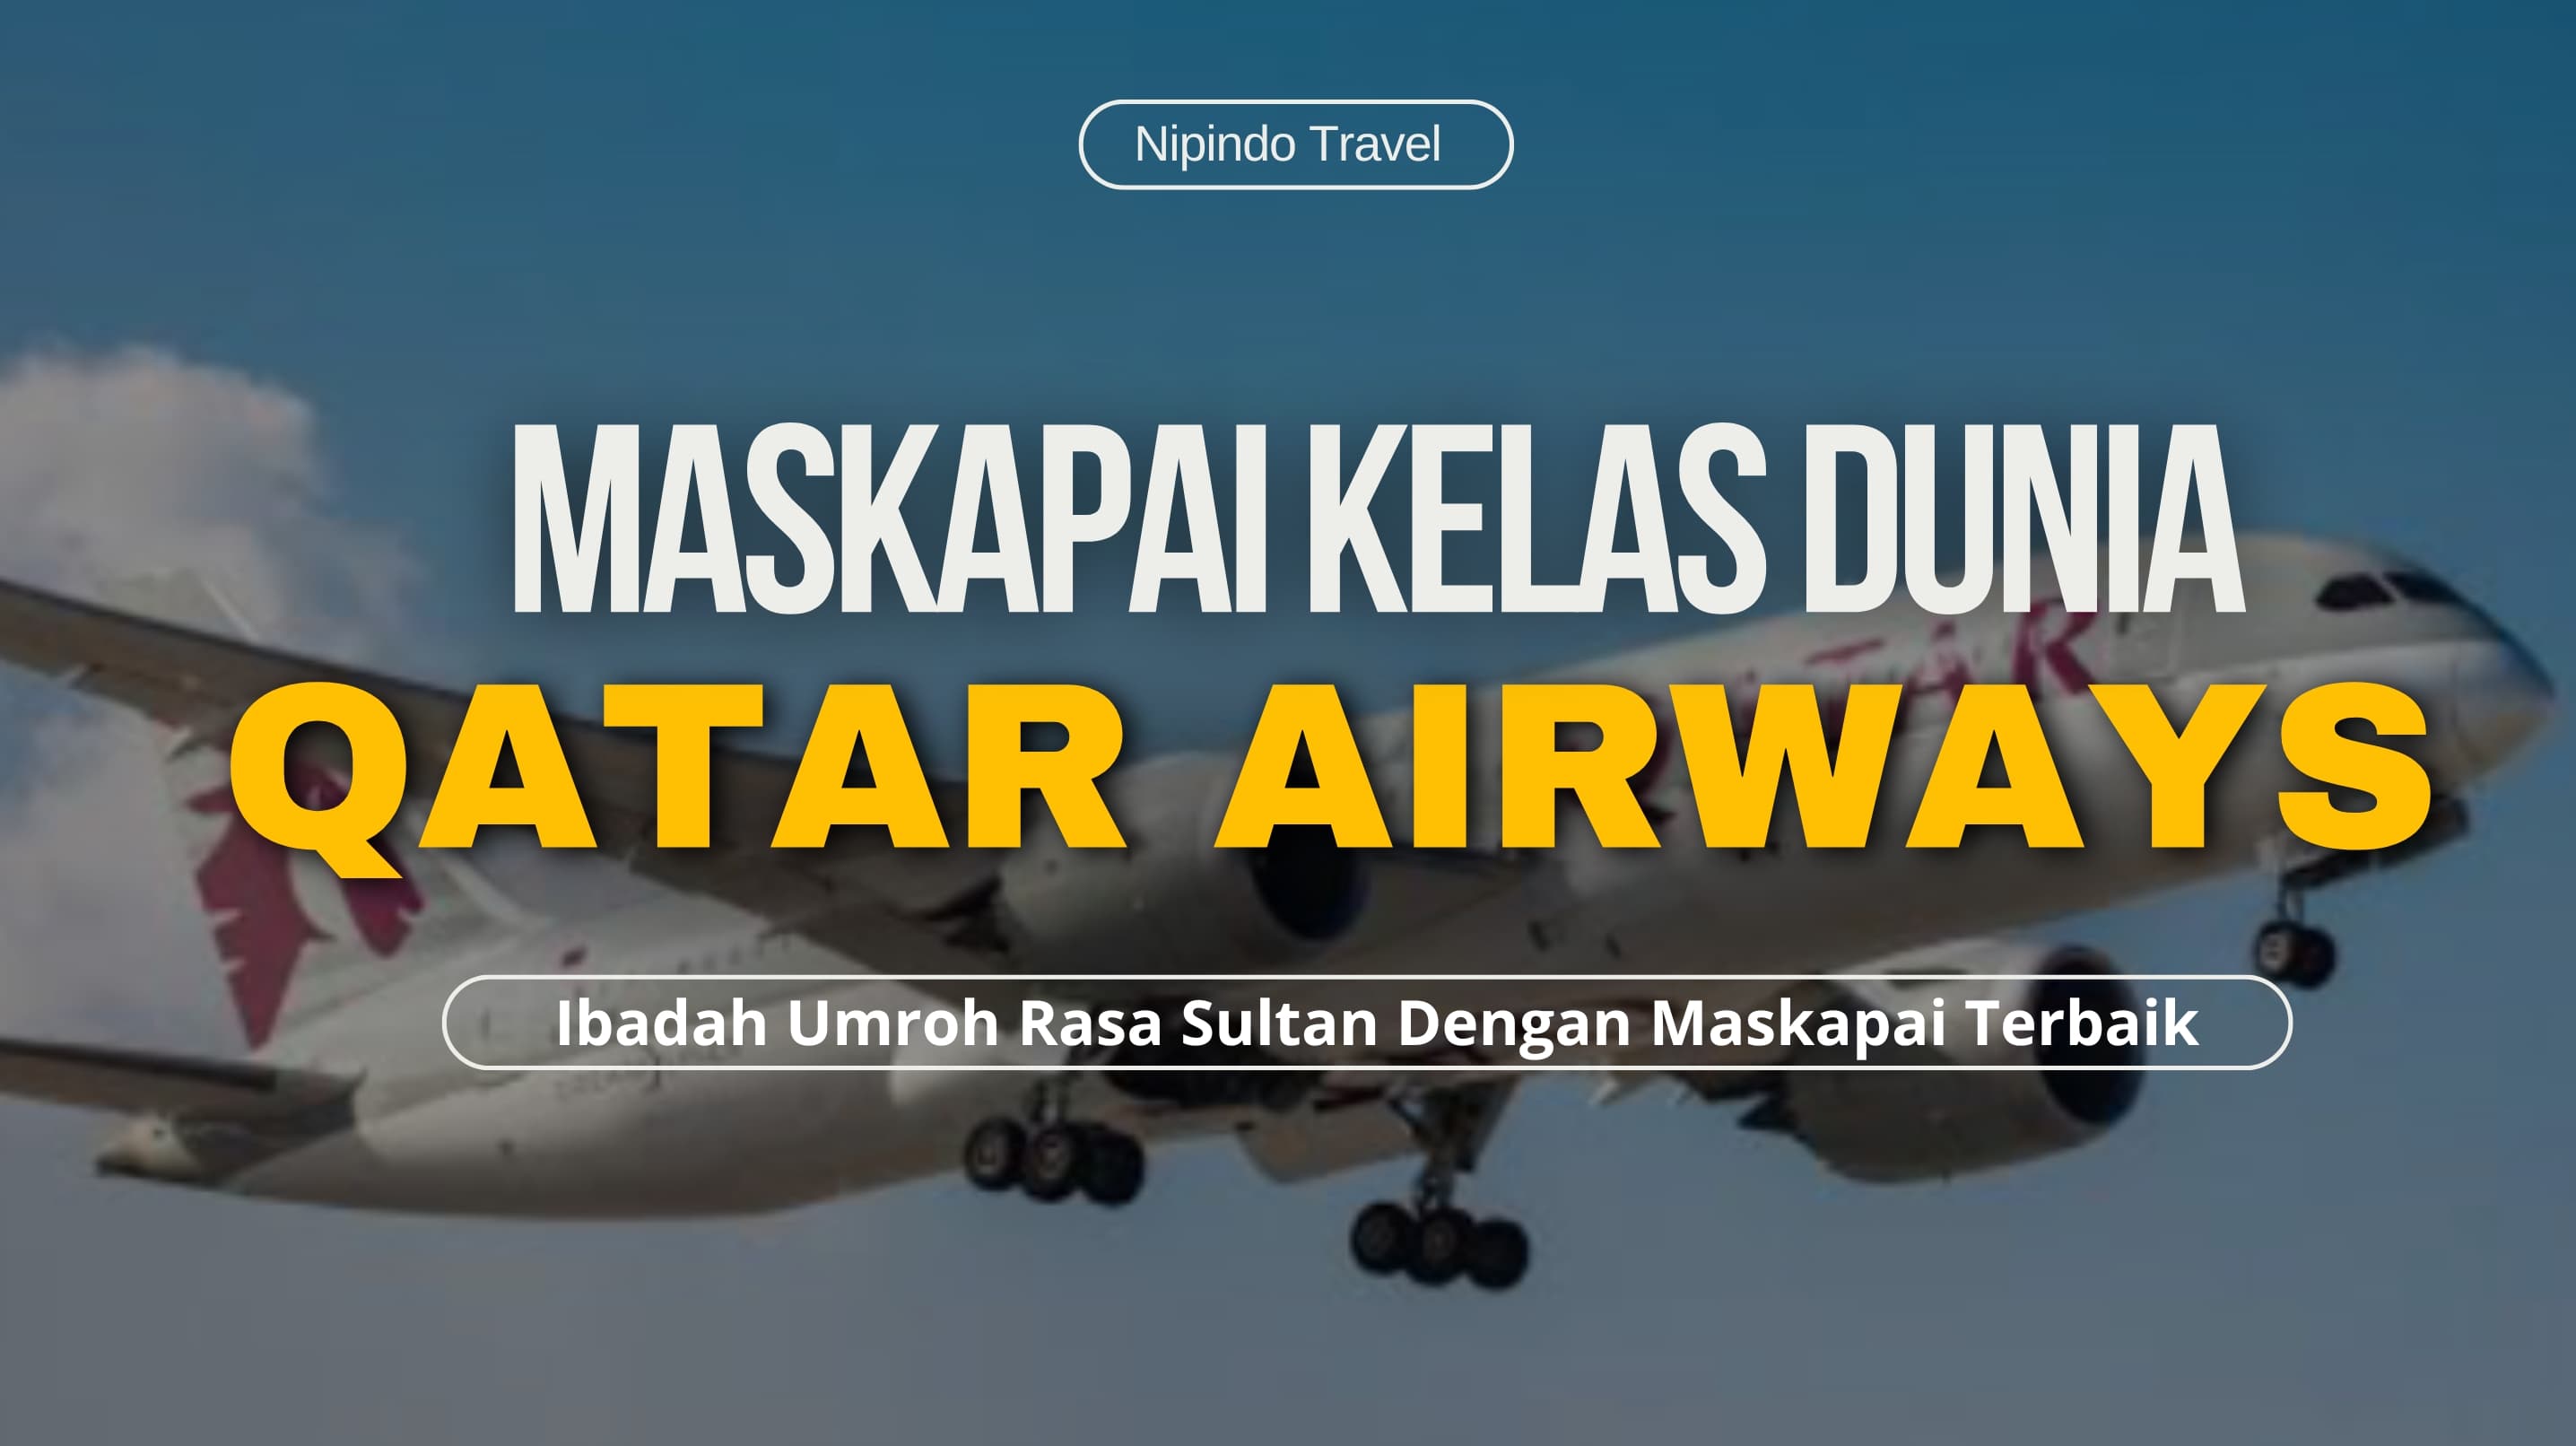 Nipindo Travel
MASKAPAI KELAS DUNIA
QATAR AIRWAYS
Ibadah Umroh Rasa Sultan Dengan Maskapai Terbaik